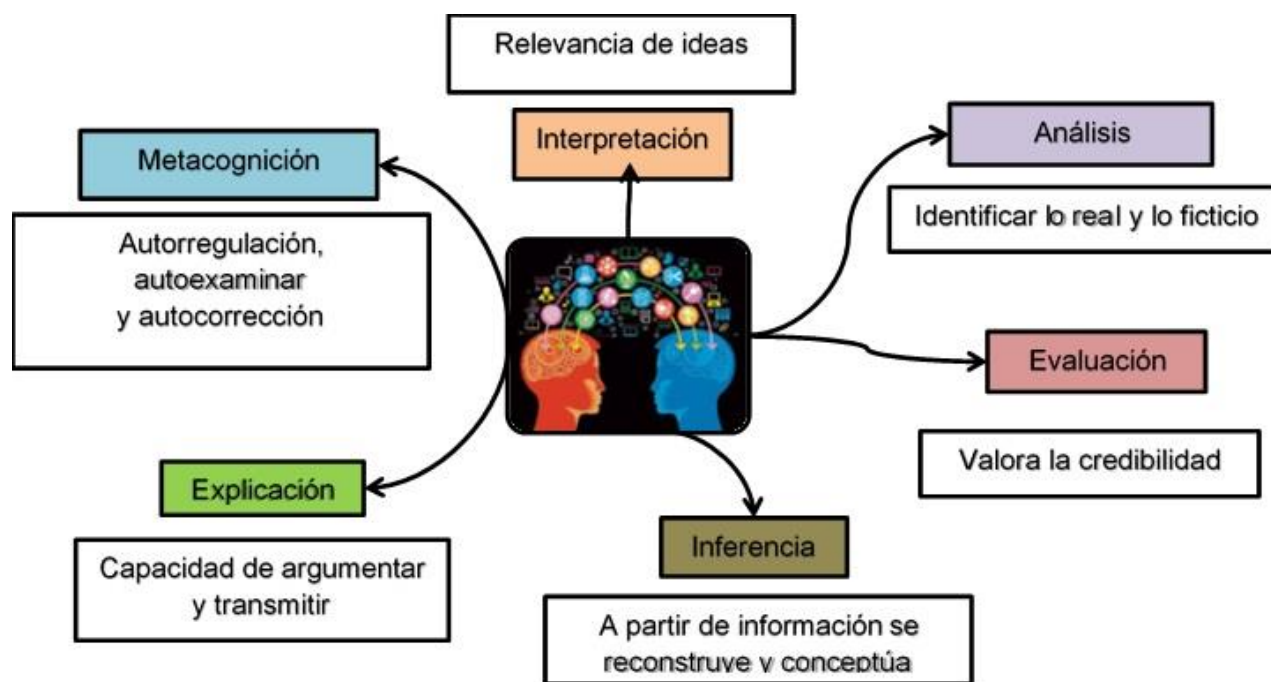 Relevancia de ideas
Interpretación
Metacognición
Autorregulación,
autoexaminar
y autocorrección
Análisis
Identificar lo real y lo ficticio
Evaluación
Valora la credibilidad
Explicación
Capacidad de argumentar
y transmitir
Inferencia
A partir de información se
reconstruye y conceptúa